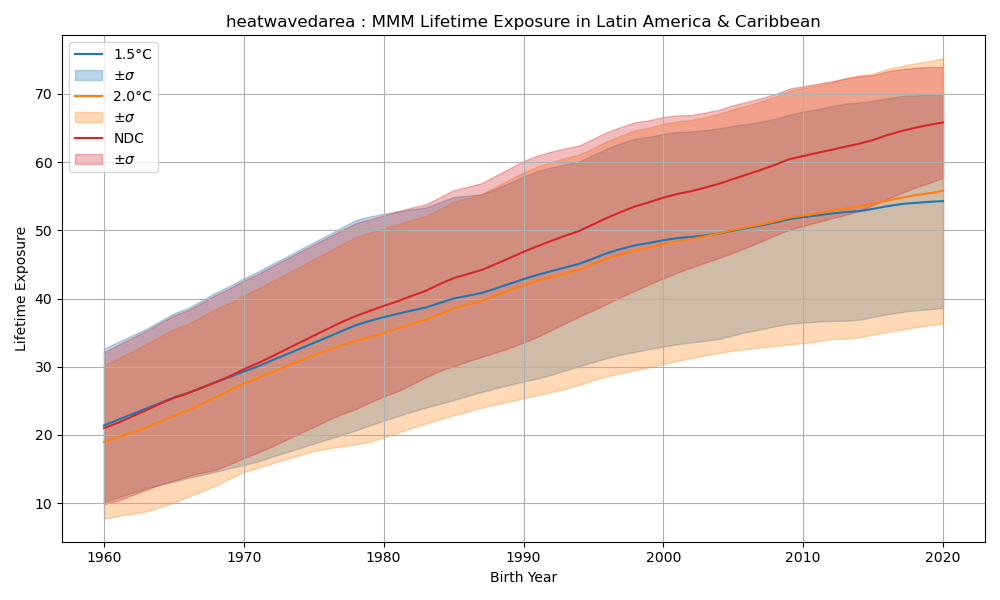 heatwavedarea : MMM Lifetime Exposure in Latin America & Caribbean
1.5°C
±σ
2.0°C
±σ
NDC
±σ
Lifetime Exposure
70
60
50
40
30
20
10
1960 1970 1980 1990 2000 2010 2020
Birth Year